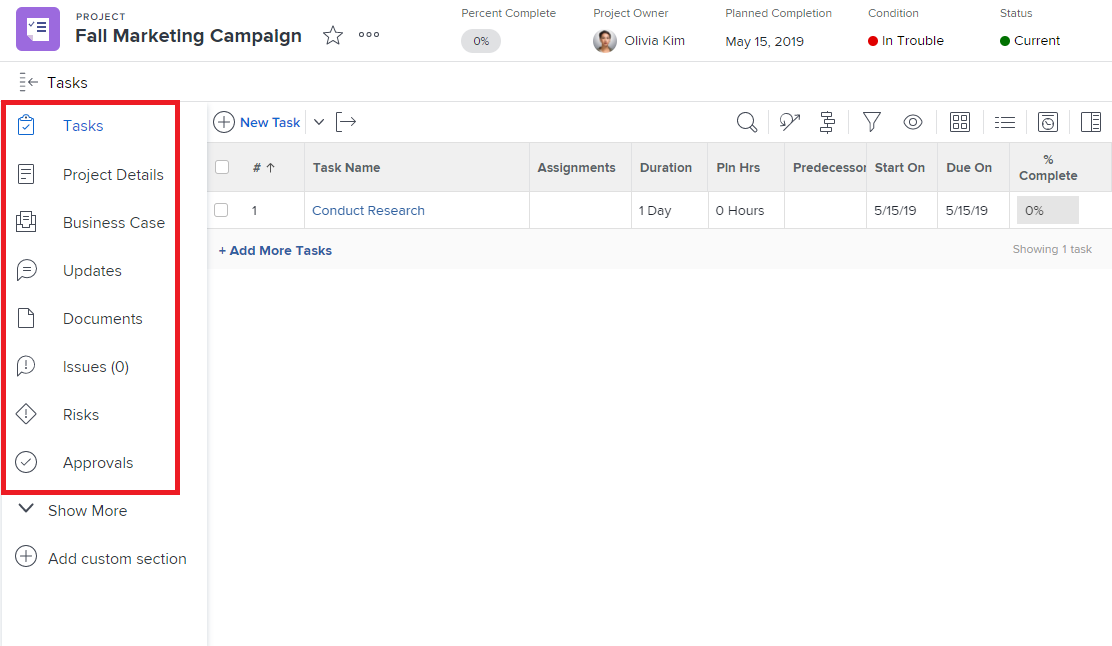 PROJECT
Fall Marketing Campaign
Percent Complete
0%
Project Owner
Olivia Kim
Planned Completion
May 15, 2019
Condition
In Trouble
Status
Current
Tasks
Tasks
Project Details
Business Case
Updates
Documents
Issues (0)
Risks
Approvals
Show More
Add custom section
New Task
# Task Name Assignments Duration Pln Hrs Predecessor Start On Due On %
Complete
1 Conduct Research 1 Day 0 Hours 5/15/19 5/15/19 0%
+ Add More Tasks
Showing 1 task